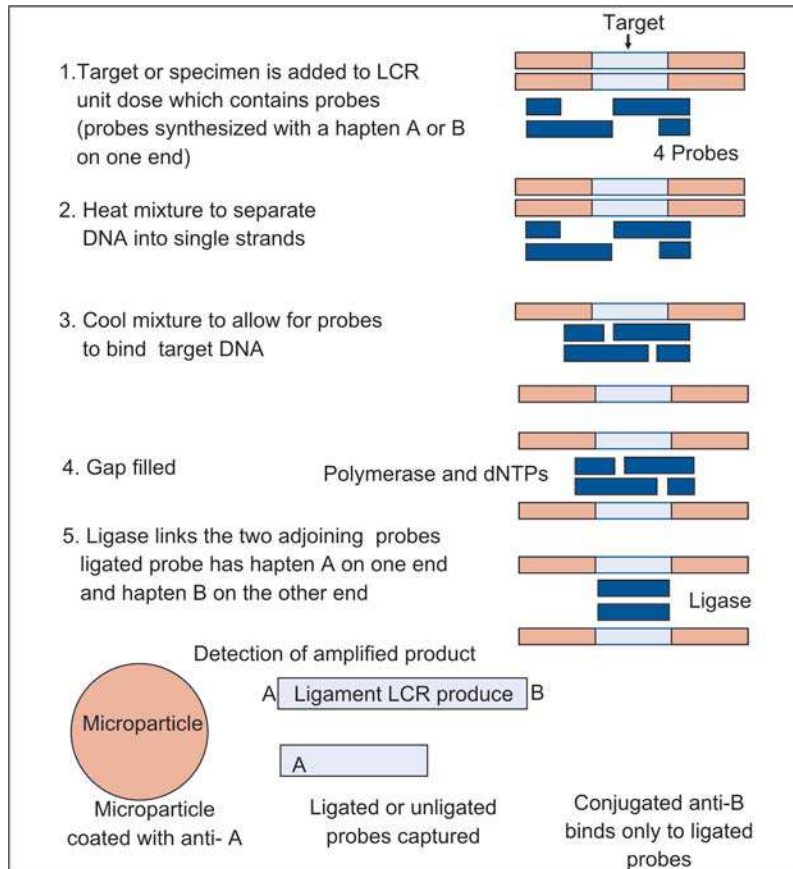 Target
1.Target or specimen is added to LCR
unit dose which contains probes
(probes synthesized with a hapten A or B
on one end)
4 Probes
2. Heat mixture to separate
DNA into single strands
3. Cool mixture to allow for probes
to bind target DNA
4. Gap filled
Polymerase and dNTPs
5. Ligase links the two adjoining probes
ligated probe has hapten A on one end
and hapten B on the other end
Ligase
Detection of amplified product
A Ligament LCR produce B
Microparticle
A
Microparticle
coated with anti- A
Ligated or unligated
probes captured
Conjugated anti-B
binds only to ligated
probes